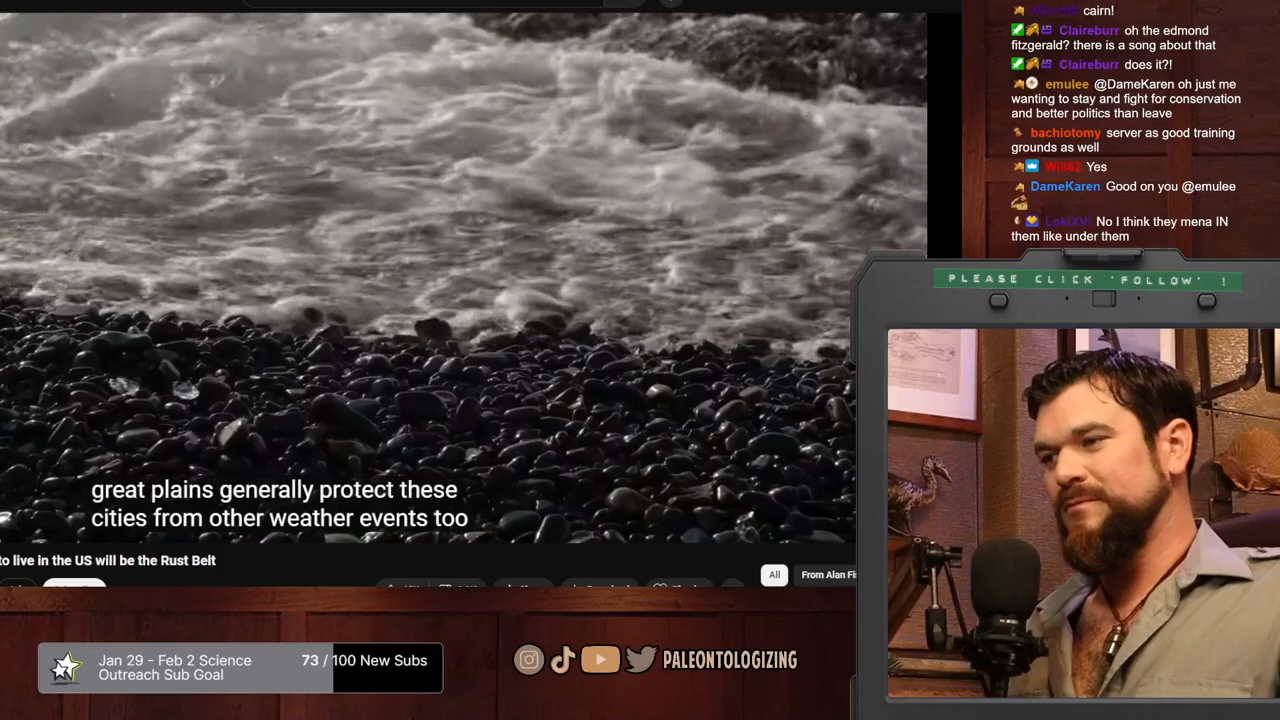 cairn!
Claireburr oh the edmond
fitzgerald? there is a song about that
Claireburr does it?!
emulee @DameKaren oh just me
wanting to stay and fight for conservation
and better politics than leave
bachiotomy server as good training
grounds as well
Will62 Yes
DameKaren Good on you @emulee
No I think they mena IN
them like under them
PLEASE CLICK "FOLLOW" !
great plains generally protect these
cities from other weather events too
to live in the US will be the Rust Belt
All
From Alan
Jan 29 - Feb 2 Science
Outreach Sub Goal
73 / 100 New Subs
PALEONTOLOGIZING